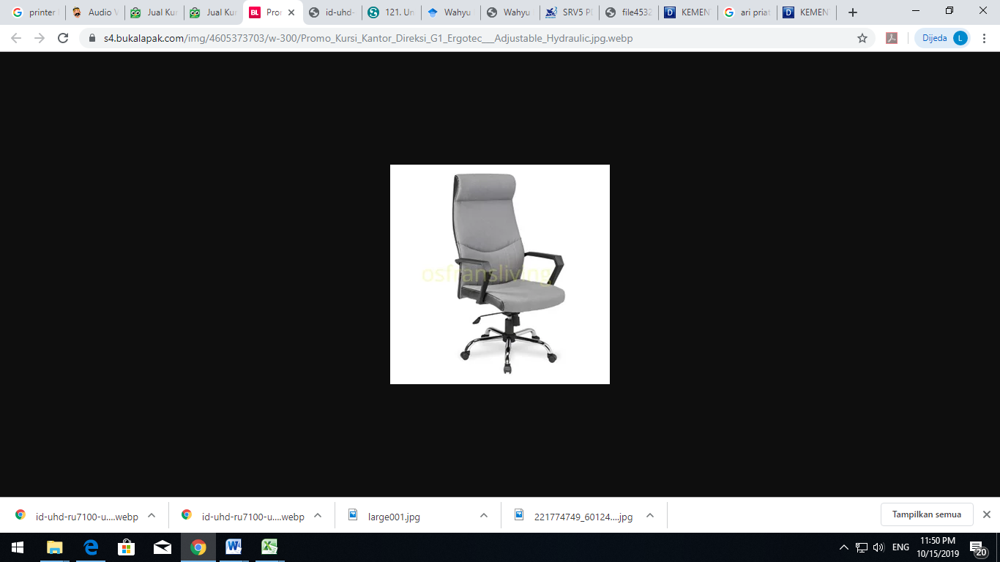 printer
Audio V
Jual Kur
Jual Kur
BL Pro
id-uhd-
121. Un
Wahyu
Wahyu
SRV5 P
file4532
D KEMEN
ari priat
D KEMEN
s4.bukalapak.com/img/4605373703/w-300/Promo_Kursi_Kantor_Direksi_G1_Ergotec___Adjustable_Hydraulic.jpg.webp
Dijeda L
osfransliving
id-uhd-ru7100-u....webp
id-uhd-ru7100-u....webp
large001.jpg
221774749_60124....jpg
Tampilkan semua
ENG
11:50 PM
10/15/2019
20